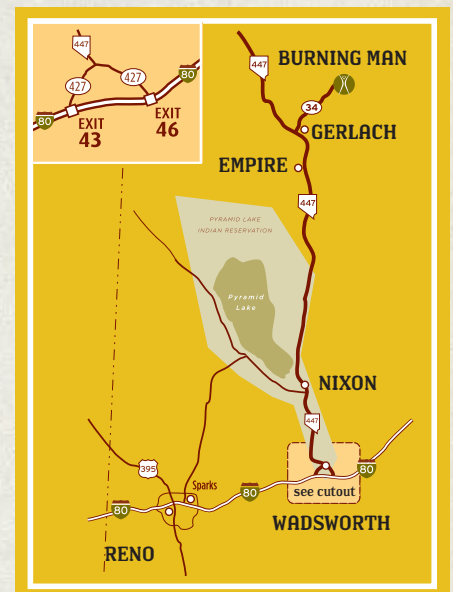 447
427
427
80
80
EXIT
43
EXIT
46
BURNING MAN
447
34
GERLACH
EMPIRE
447
PYRAMID LAKE
INDIAN RESERVATION
Pyramid
Lake
NIXON
447
395
Sparks
80
80
80
see cutout
WADSWORTH
RENO